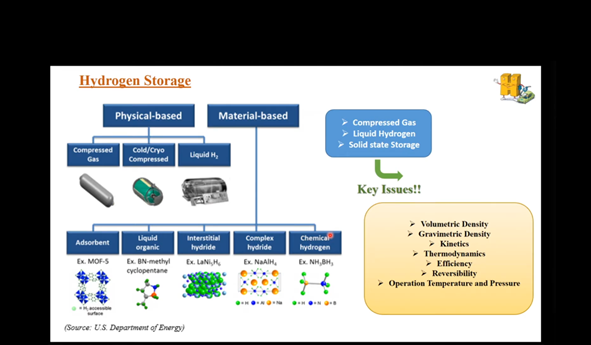 Hydrogen Storage
Physical-based
Material-based
Compressed
Gas
Cold/Cryo
Compressed
Liquid H₂
Adsorbent
Liquid
organic
Interstitial
hydride
Complex
hydride
Chemical
hydrogen
Ex. MOF-5
Ex. BN-methyl
cyclopentane
Ex. LaNi₅H₆
Ex. NaAlH₄
Ex. NH₃BH₃
= H₂ accessible
surface
(Source: U.S. Department of Energy)
➢ Compressed Gas
➢ Liquid Hydrogen
➢ Solid state Storage
Key Issues!!
➢ Volumetric Density
➢ Gravimetric Density
➢ Kinetics
➢ Thermodynamics
➢ Efficiency
➢ Reversibility
➢ Operation Temperature and Pressure